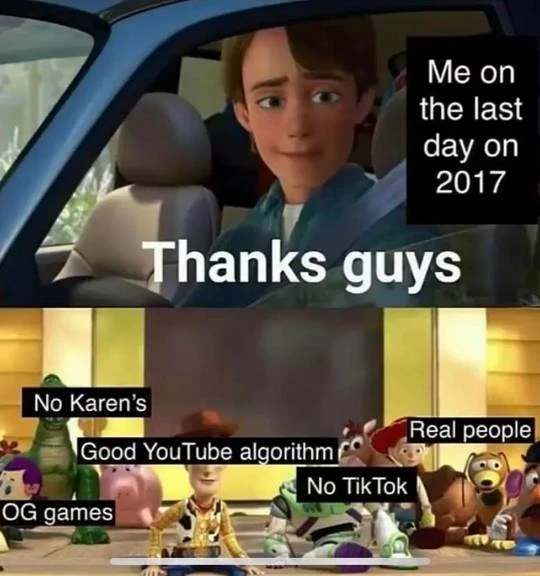 Me on
the last
day on
2017
Thanks guys
No Karen's
Real people
Good YouTube algorithm
No TikTok
OG games